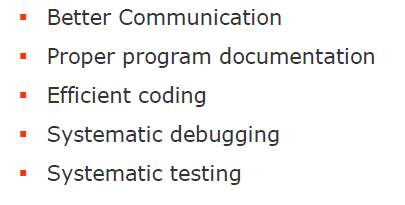 ▪ Better Communication
▪ Proper program documentation
▪ Efficient coding
▪ Systematic debugging
▪ Systematic testing